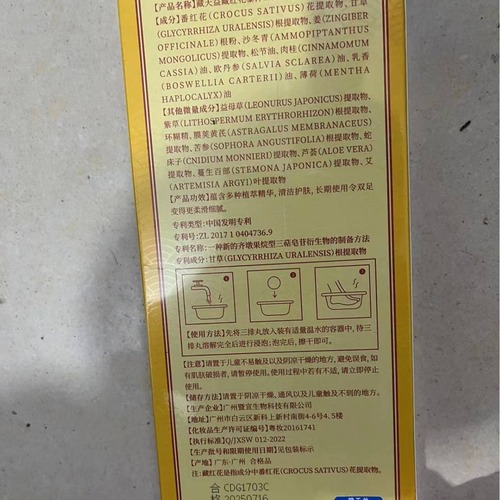 【成分】番红花(CROCUS SATIVUS)花提取物、甘草
(GLYCYRRHIZA URALENSIS)根提取物、姜(ZINGIBER
OFFICINALE)根粉、沙冬青(AMMOPIPTANTHUS
MONGOLICUS)提取物、松节油、肉桂(CINNAMOMUM
CASSIA)油、欧丹参(SALVIA SCLAREA)油、乳香
(BOSWELLIA CARTERII)油、薄荷(MENTHA
HAPLOCALYX)油
【其他微量成分】益母草(LEONURUS JAPONICUS)提取物、
紫草(LITHOSPERMUM ERYTHRORHIZON)根提取物、
环糊精、膜荚黄芪(ASTRAGALUS MEMBRANACEUS)
提取物、苦参(SOPHORA ANGUSTIFOLIA)根提取物、蛇
床子(CNIDIUM MONNIERI)提取物、芦荟(ALOE VERA)
提取物、蔓生百部(STEMONA JAPONICA)提取物、艾
(ARTEMISIA ARGYI)叶提取物
【产品功效】蕴含多种植萃精华，清洁护肤，长期使用令双足
变得更柔滑细腻。
专利类型：中国发明专利
专利号：ZL 2017 1 0404736.9
专利名称：一种新的齐墩果烷型三萜皂苷衍生物的制备方法
专利成分：甘草(GLYCYRRHIZA URALENSIS)根提取物
【使用方法】先将三排丸放入装有适量温水的容器中，待三
排丸溶解完全后进行浸泡；泡完后，擦干即可。
【注意】请置于儿童不易触及以及阴凉干燥的地方，避免误食，如
有肌肤破损者，请暂停使用。使用过程中若有不适，请立即停止
使用。
【储存方法】请置于阴凉干燥、通风以及儿童触及不到的地方。
【生产企业】广州暨宜生物科技有限公司
【地址】广州市白云区新科上新村南街4-6号4、5楼
【化妆品生产许可证编号】粤妆20161741
【执行标准】Q/JXSW 012-2022
【生产批号和限期使用日期】见包装标示
【产地】广东·广州 合格品
【藏红花是指成分中番红花(CROCUS SATIVUS)花提取物。
合 CDG1703C
格 20250716